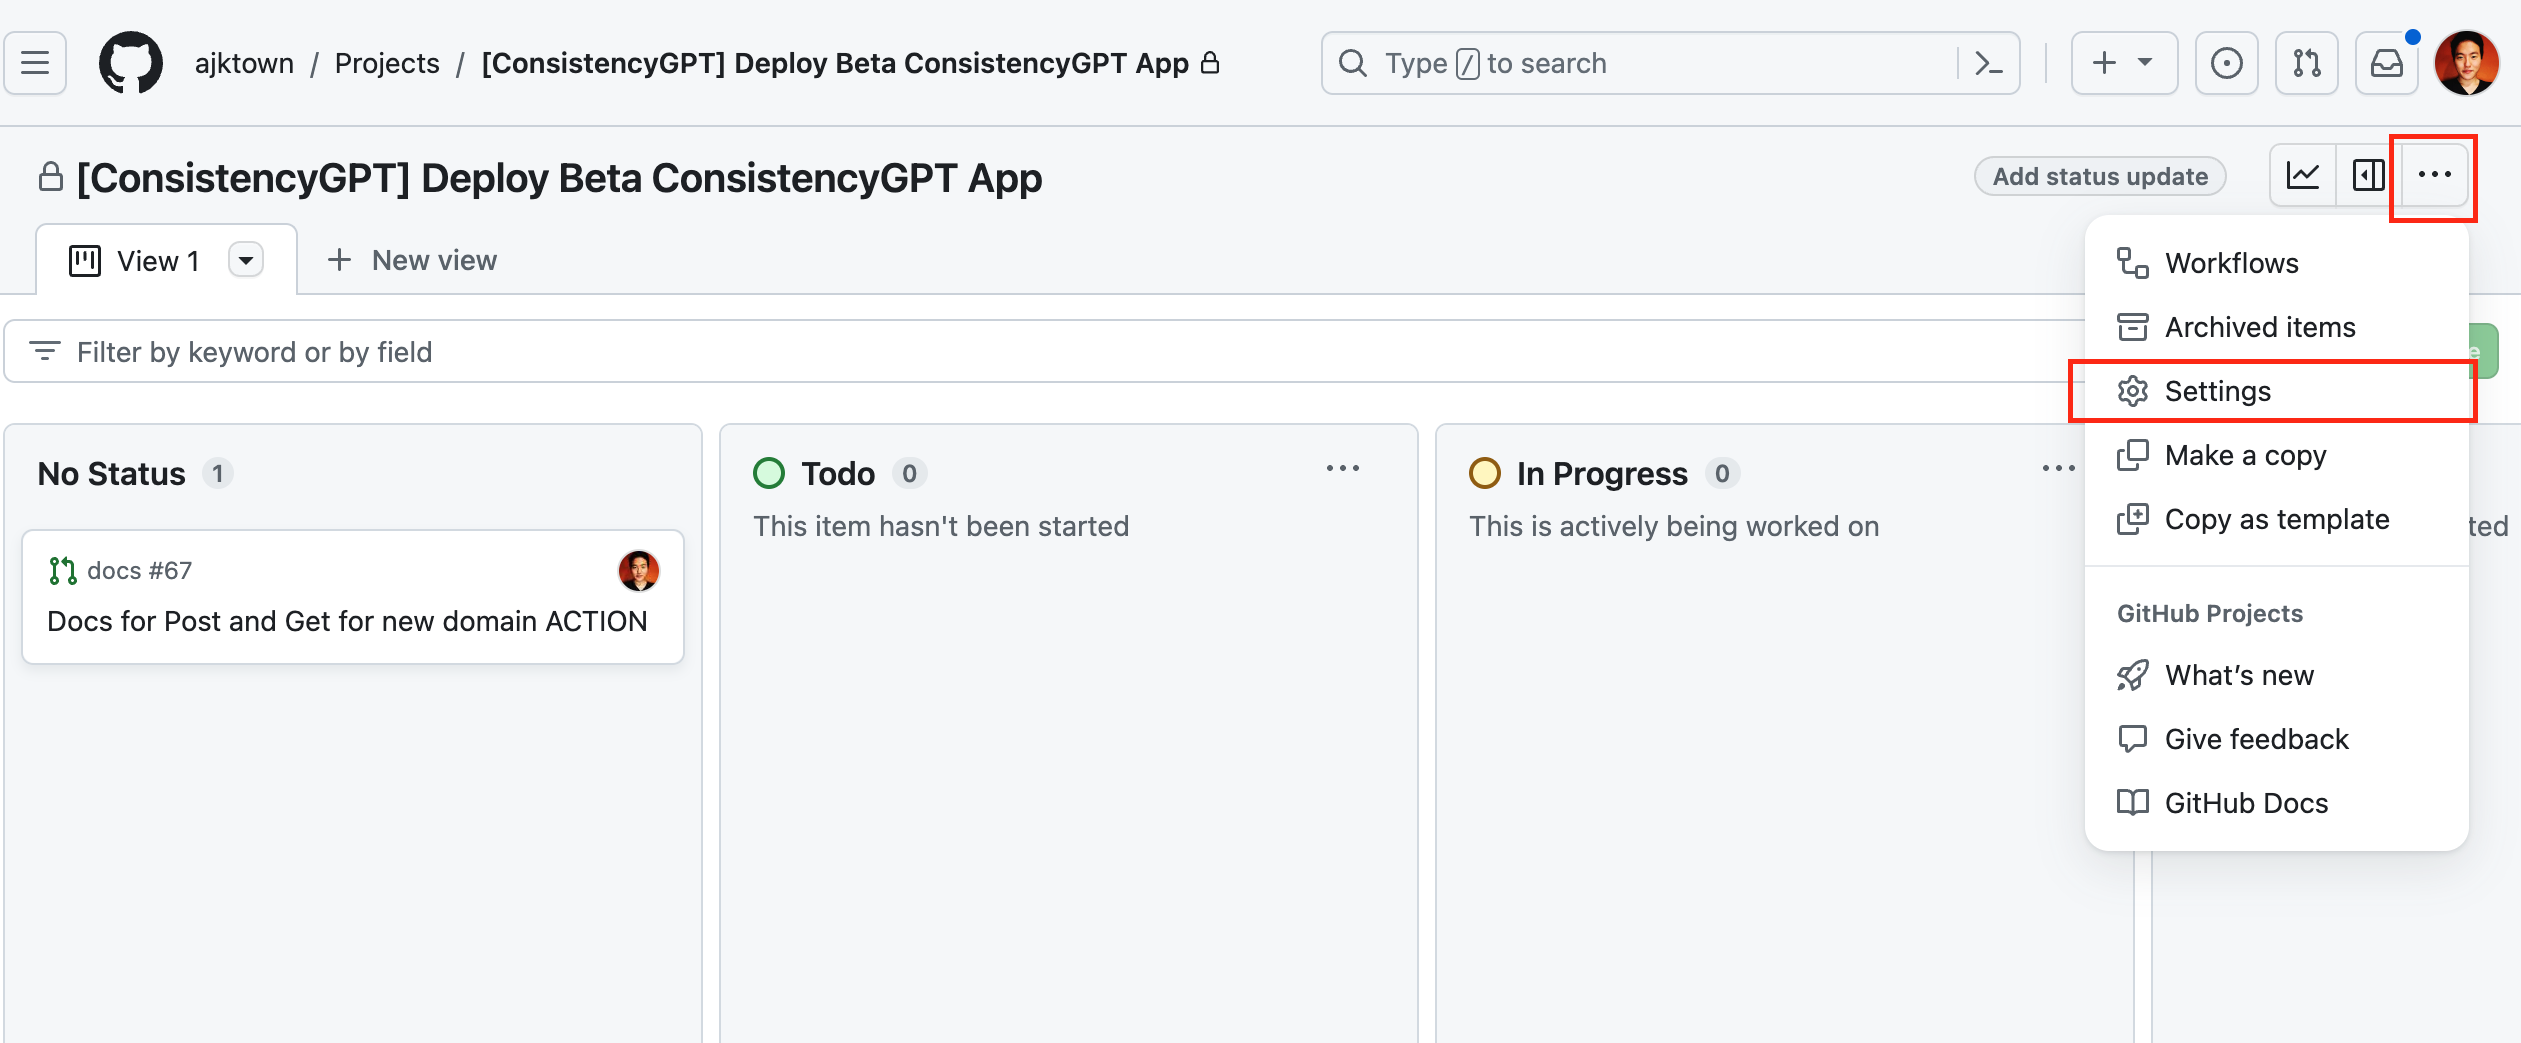 ajktown / Projects / [ConsistencyGPT] Deploy Beta ConsistencyGPT App
Type / to search
[ConsistencyGPT] Deploy Beta ConsistencyGPT App
Add status update
View 1
New view
Filter by keyword or by field
Workflows
Archived items
Settings
Make a copy
Copy as template
GitHub Projects
What's new
Give feedback
GitHub Docs
No Status 1
docs #67
Docs for Post and Get for new domain ACTION
Todo 0
This item hasn't been started
In Progress 0
This is actively being worked on